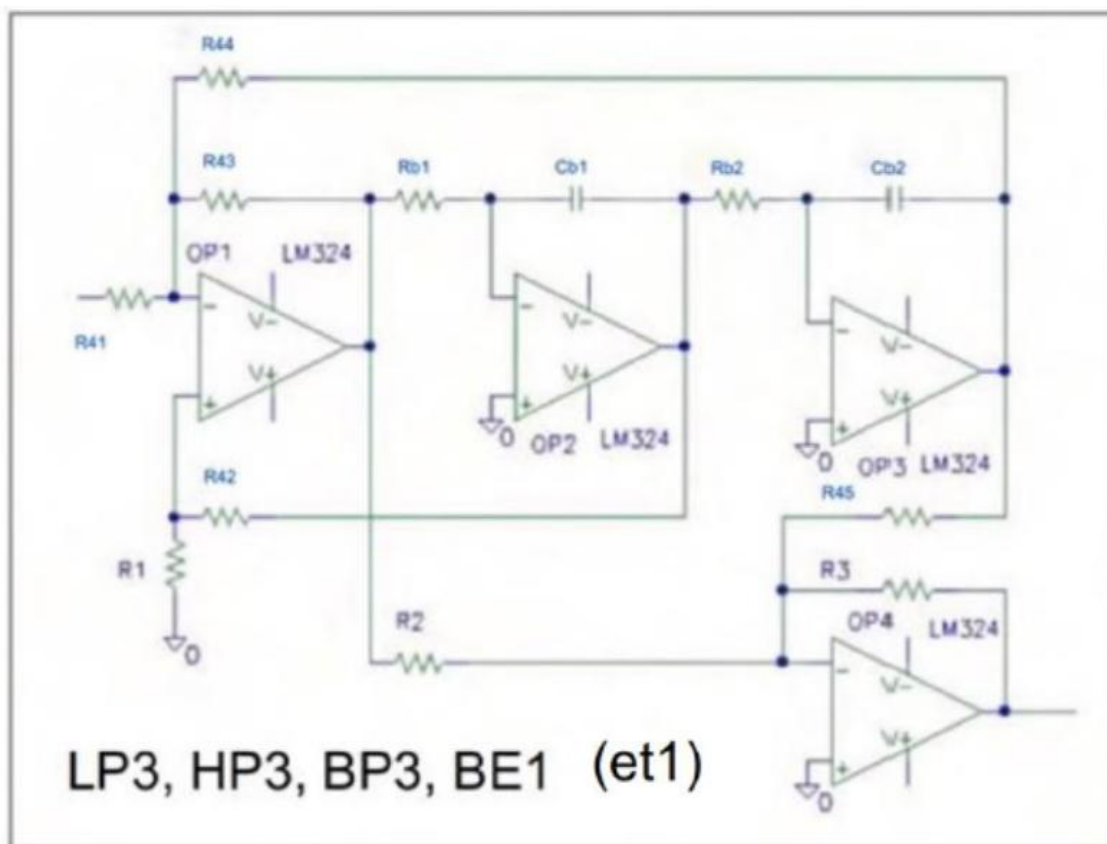 R44
R43
Rb1
Cb1
Rb2
Cb2
OP1
LM324
V-
V+
R41
V-
V+
0
OP2
LM324
V-
V+
0
OP3
LM324
R42
R45
R1
R3
R2
OP4
LM324
0
V-
V+
0
LP3, HP3, BP3, BE1 (et1)